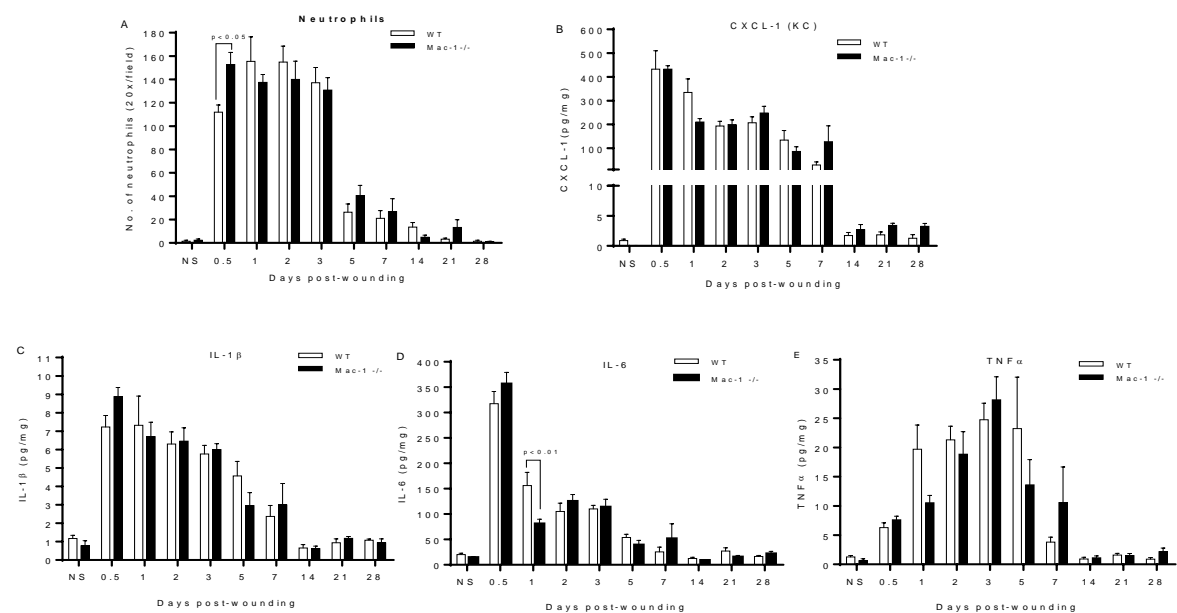 A
Neutrophils
WT
Mac-1-/-
p<0.05
No. of neutrophils (20x/field)
180
160
140
120
100
80
60
40
20
0
NS 0.5 1 2 3 5 7 14 21 28
Days post-wounding
B
CXCL-1 (KC)
WT
Mac-1-/-
CXCL-1 (pg/mg)
600
500
400
300
200
100
10
5
0
NS 0.5 1 2 3 5 7 14 21 28
Days post-wounding
C
IL-1β
WT
Mac-1 -/-
IL-1β (pg/mg)
11
10
9
8
7
6
5
4
3
2
1
0
NS 0.5 1 2 3 5 7 14 21 28
Days post-wounding
D
IL-6
WT
Mac-1 -/-
p<0.01
IL-6 (pg/mg)
400
350
300
250
200
150
100
50
0
NS 0.5 1 2 3 5 7 14 21 28
Days post-wounding
E
TNFα
WT
Mac-1 -/-
TNFα (pg/mg)
35
30
25
20
15
10
5
0
NS 0.5 1 2 3 5 7 14 21 28
Days post-wounding